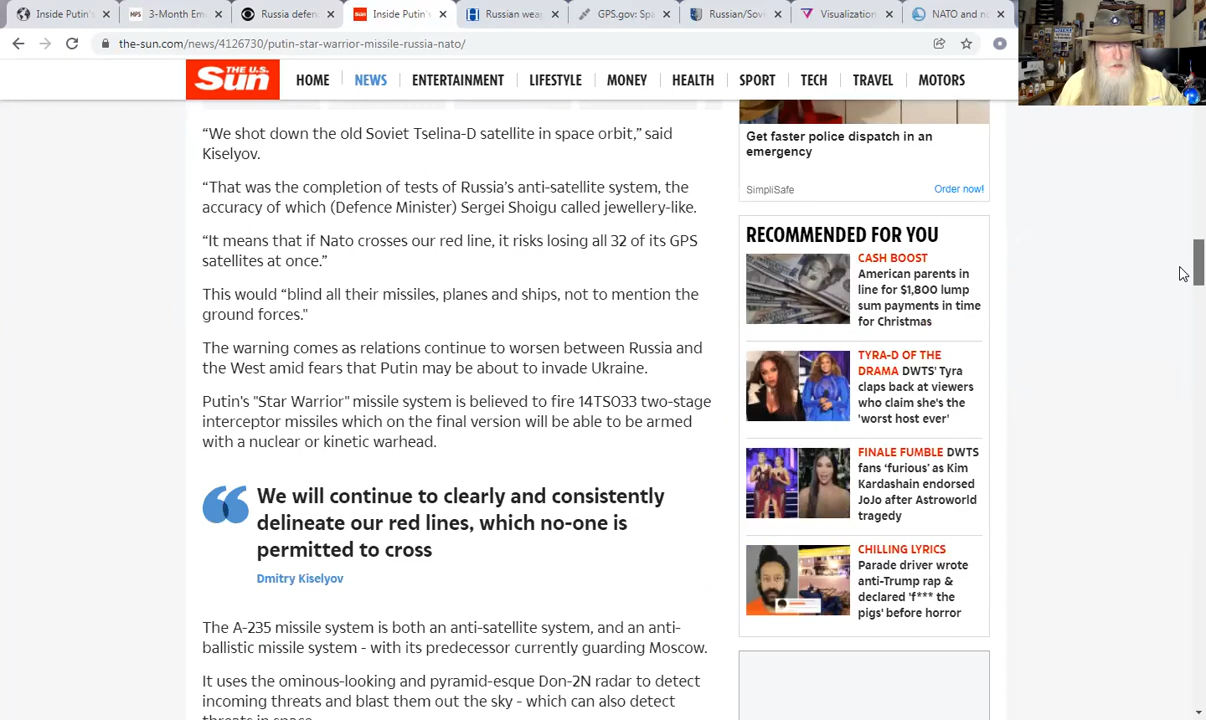 Inside Putin's
3-Month Em
Russia defen
Inside Putin's
Russian wea
GPS.gov: Spa
Russian/Sov
Visualization
NATO and n
the-sun.com/news/4126730/putin-star-warrior-missile-russia-nato/
THE U.S.
Sun
HOME
NEWS
ENTERTAINMENT
LIFESTYLE
MONEY
HEALTH
SPORT
TECH
TRAVEL
MOTORS
“We shot down the old Soviet Tselina-D satellite in space orbit,” said
Kiselyov.
“That was the completion of tests of Russia’s anti-satellite system, the
accuracy of which (Defence Minister) Sergei Shoigu called jewellery-like.
“It means that if Nato crosses our red line, it risks losing all 32 of its GPS
satellites at once.”
This would “blind all their missiles, planes and ships, not to mention the
ground forces."
The warning comes as relations continue to worsen between Russia and
the West amid fears that Putin may be about to invade Ukraine.
Putin's "Star Warrior" missile system is believed to fire 14TS033 two-stage
interceptor missiles which on the final version will be able to be armed
with a nuclear or kinetic warhead.
We will continue to clearly and consistently
delineate our red lines, which no-one is
permitted to cross
Dmitry Kiselyov
The A-235 missile system is both an anti-satellite system, and an anti-
ballistic missile system - with its predecessor currently guarding Moscow.
It uses the ominous-looking and pyramid-esque Don-2N radar to detect
incoming threats and blast them out the sky - which can also detect
threats in space.
Get faster police dispatch in an
emergency
SimpliSafe
Order now!
RECOMMENDED FOR YOU
CASH BOOST
American parents in
line for $1,800 lump
sum payments in time
for Christmas
TYRA-D OF THE
DRAMA DWTS' Tyra
claps back at viewers
who claim she's the
'worst host ever'
FINALE FUMBLE DWTS
fans ‘furious’ as Kim
Kardashian endorsed
JoJo after Astroworld
tragedy
CHILLING LYRICS
Parade driver wrote
anti-Trump rap &
declared 'f*** the
pigs' before horror